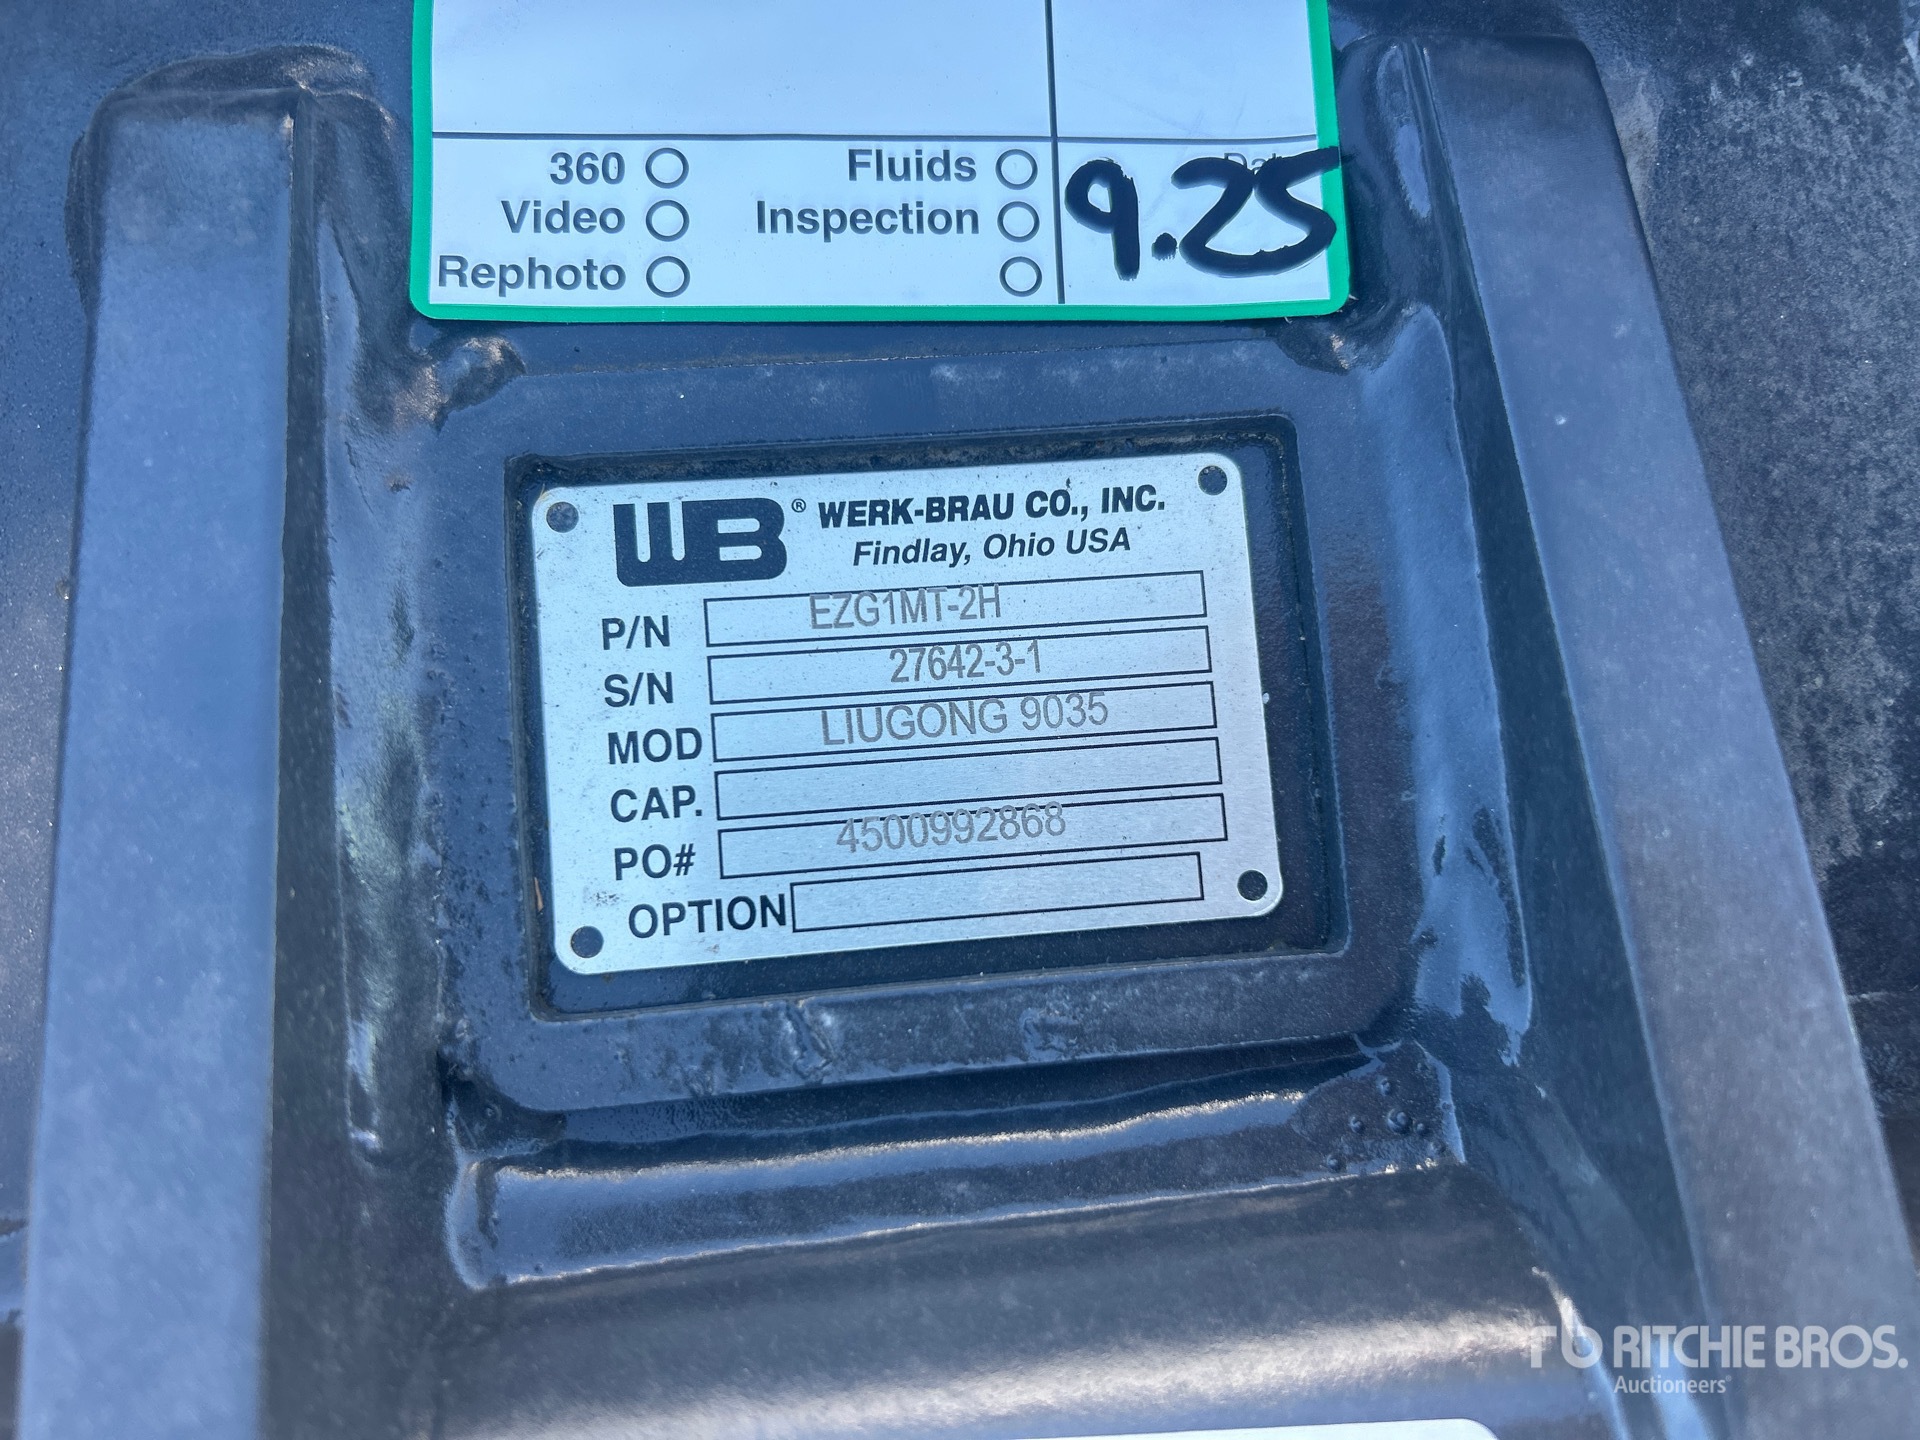 360 Fluids
Video Inspection
Rephoto
9.25
WB® WERK-BRAU CO., INC.
Findlay, Ohio USA
P/N EZG1MT-2H
S/N 27642-3-1
MOD LIUGONG 9035
CAP.
PO# 4500992868
OPTION
rb RITCHIE BROS.
Auctioneers